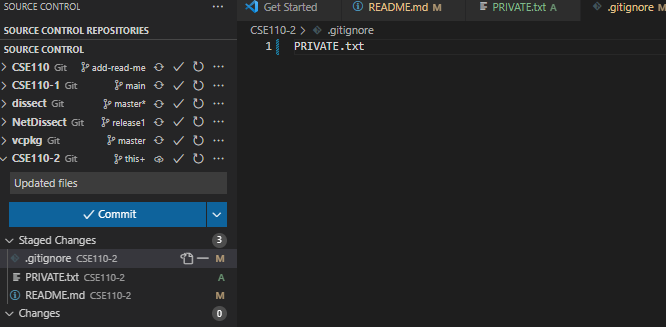 SOURCE CONTROL
SOURCE CONTROL REPOSITORIES
SOURCE CONTROL
CSE110 Git add-read-me
CSE110-1 Git main
dissect Git master*
NetDissect Git release1
vcpkg Git master
CSE110-2 Git this+
Updated files
Commit
Staged Changes 3
.gitignore CSE110-2 M
PRIVATE.txt CSE110-2 A
README.md CSE110-2 M
Changes 0
Get Started README.md M PRIVATE.txt A .gitignore M
CSE110-2 > .gitignore
1 PRIVATE.txt